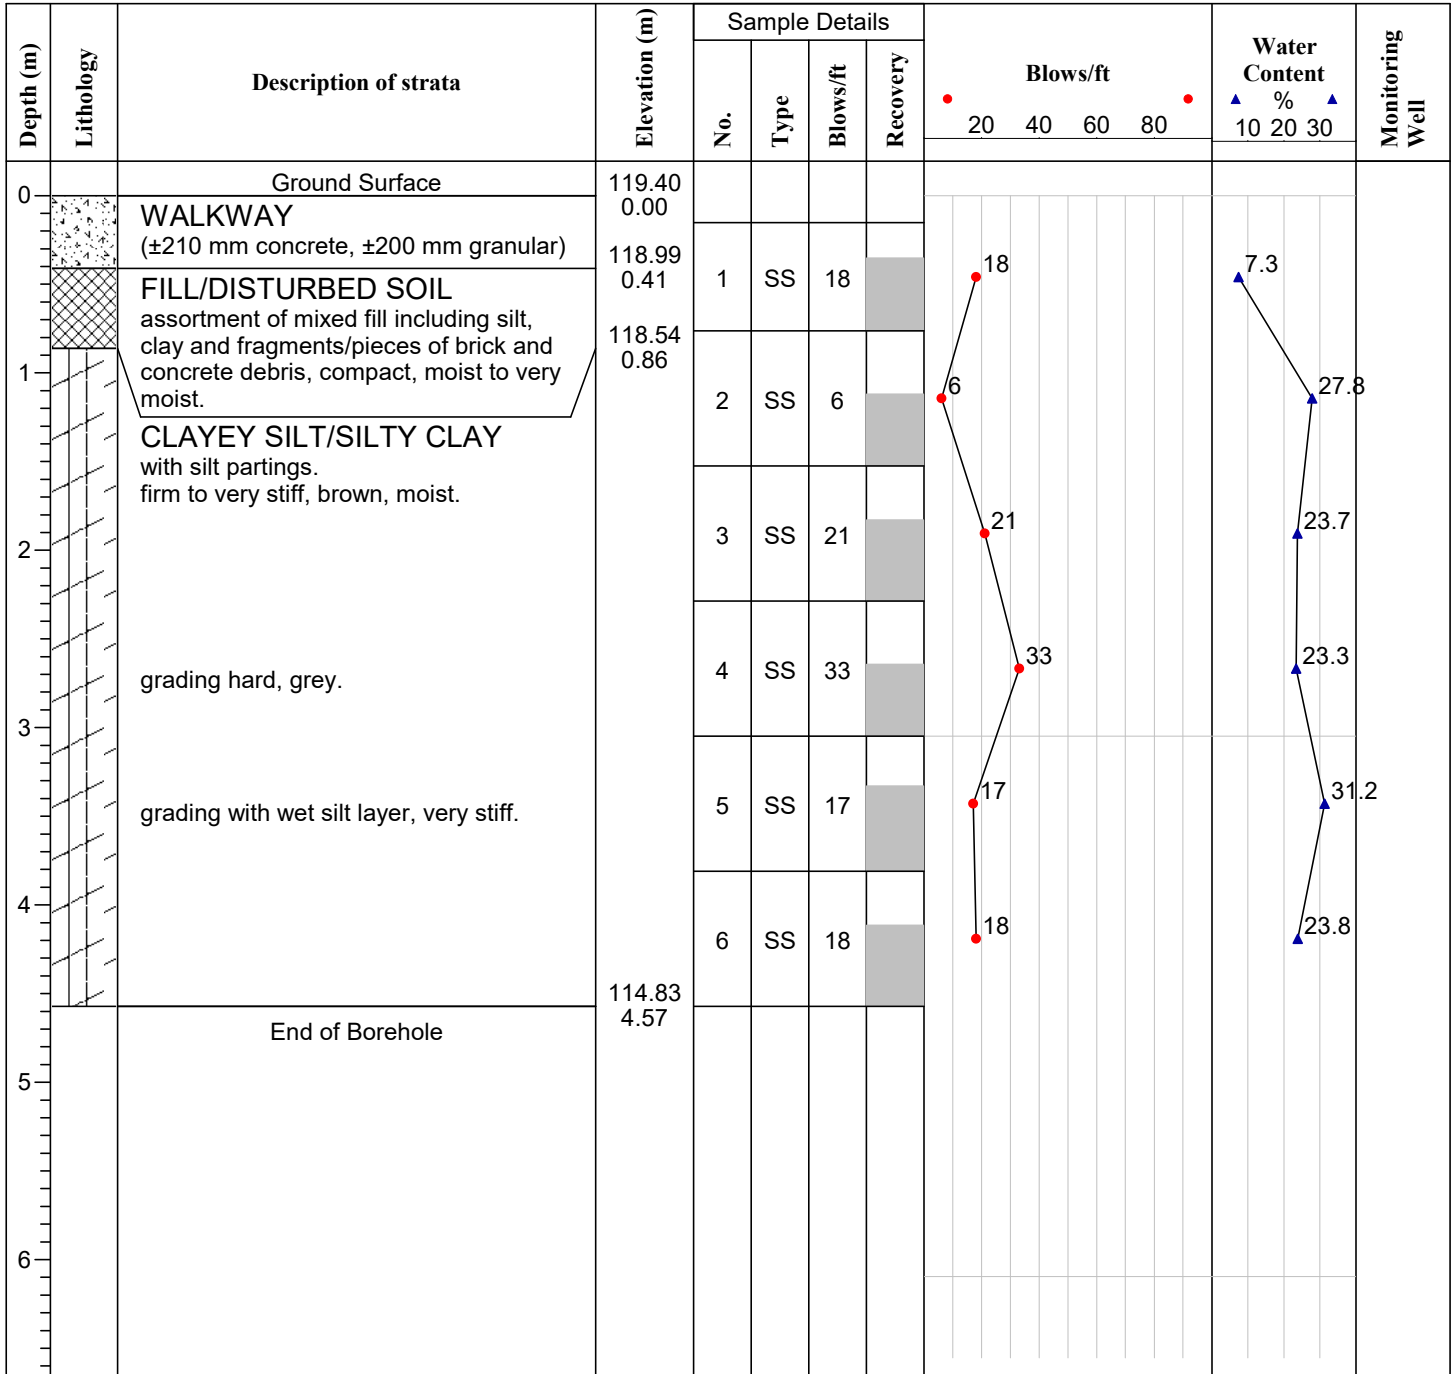 Depth (m)
Lithology
Description of strata
Elevation (m)
Sample Details
No.
Type
Blows/ft
Recovery
Blows/ft
20 40 60 80
Water
Content
%
10 20 30
Monitoring
Well
Ground Surface
119.40
0.00
0
WALKWAY
(±210 mm concrete, ±200 mm granular)
118.99
0.41
1 SS 18
18
7.3
FILL/DISTURBED SOIL
assortment of mixed fill including silt,
clay and fragments/pieces of brick and
concrete debris, compact, moist to very
moist.
118.54
0.86
1
2 SS 6
6
27.8
CLAYEY SILT/SILTY CLAY
with silt partings.
firm to very stiff, brown, moist.
2
3 SS 21
21
23.7
grading hard, grey.
4 SS 33
33
23.3
3
grading with wet silt layer, very stiff.
5 SS 17
17
31.2
4
6 SS 18
18
23.8
114.83
4.57
End of Borehole
5
6